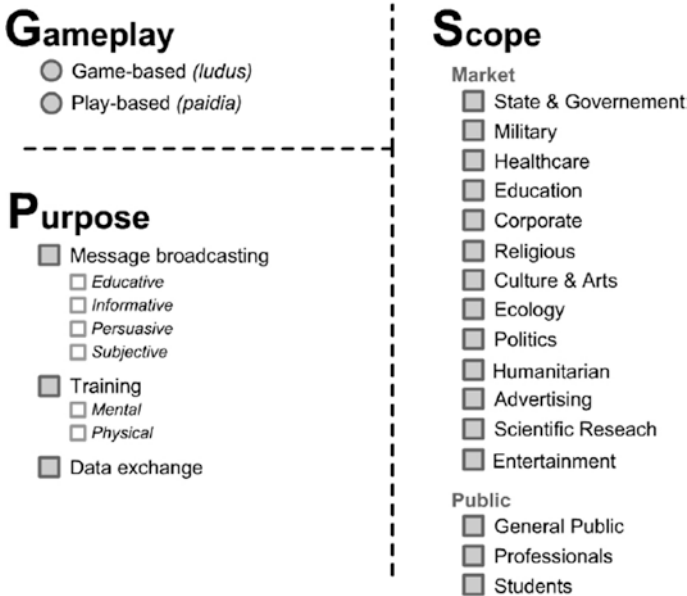 Gameplay
Game-based (ludus)
Play-based (paidia)
Purpose
Message broadcasting
Educative
Informative
Persuasive
Subjective
Training
Mental
Physical
Data exchange
Scope
Market
State & Governement
Military
Healthcare
Education
Corporate
Religious
Culture & Arts
Ecology
Politics
Humanitarian
Advertising
Scientific Reseach
Entertainment
Public
General Public
Professionals
Students